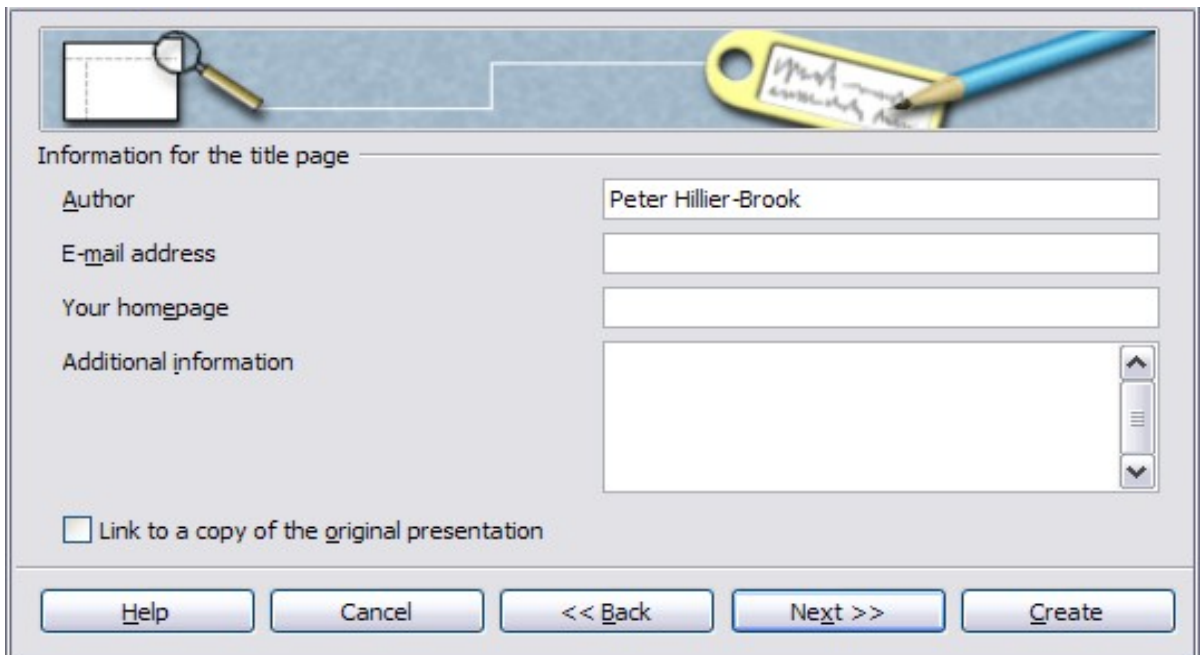 Information for the title page
Author
Peter Hillier-Brook
E-mail address
Your homepage
Additional information
Link to a copy of the original presentation
Help
Cancel
<< Back
Next >>
Create